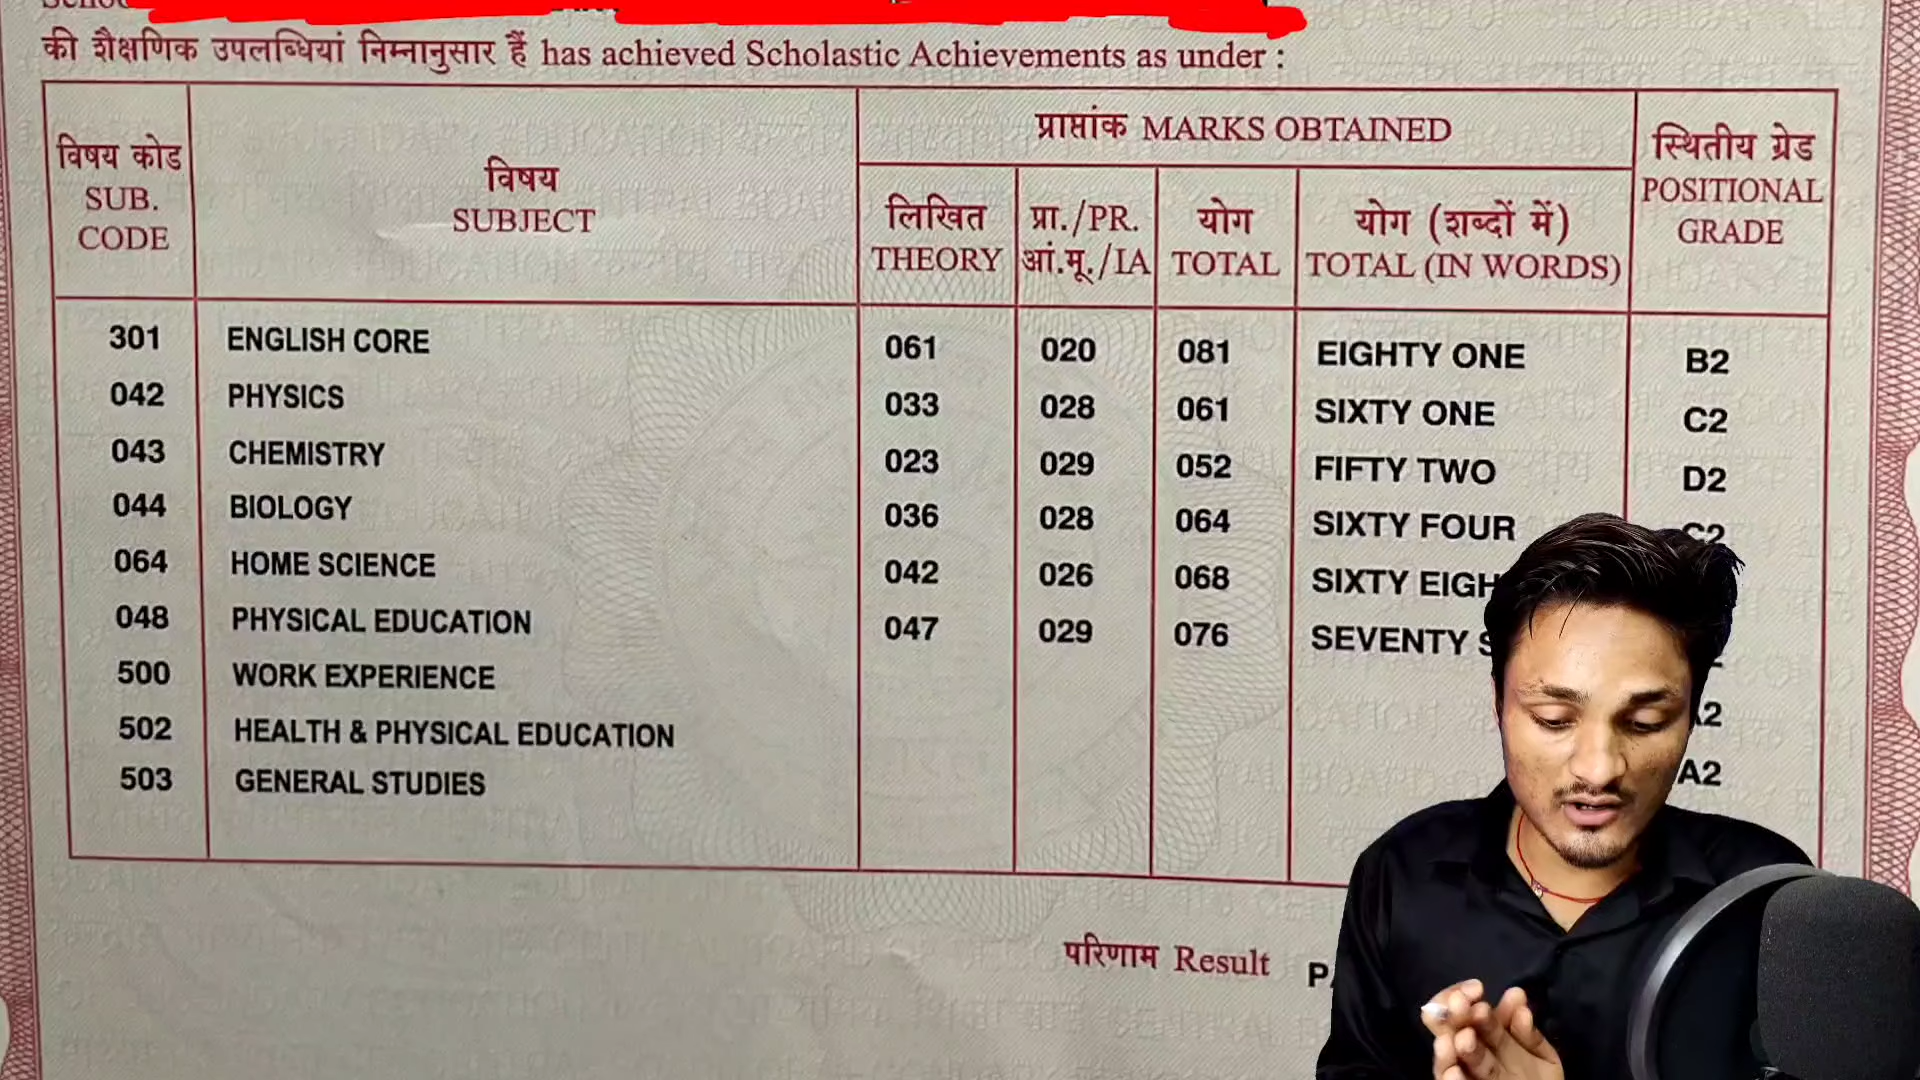 की शैक्षणिक उपलब्धियां निम्नानुसार हैं has achieved Scholastic Achievements as under :
विषय कोड
SUB.
CODE
विषय
SUBJECT
प्राप्तांक MARKS OBTAINED
लिखित
THEORY
प्रा./PR.
आं.मू./IA
योग
TOTAL
योग (शब्दों में)
TOTAL (IN WORDS)
स्थितीय ग्रेड
POSITIONAL
GRADE
301 ENGLISH CORE 061 020 081 EIGHTY ONE B2
042 PHYSICS 033 028 061 SIXTY ONE C2
043 CHEMISTRY 023 029 052 FIFTY TWO D2
044 BIOLOGY 036 028 064 SIXTY FOUR C2
064 HOME SCIENCE 042 026 068 SIXTY
048 PHYSICAL EDUCATION 047 029 076 SEVENTY
500 WORK EXPERIENCE
502 HEALTH & PHYSICAL EDUCATION
503 GENERAL STUDIES A2
परिणाम Result